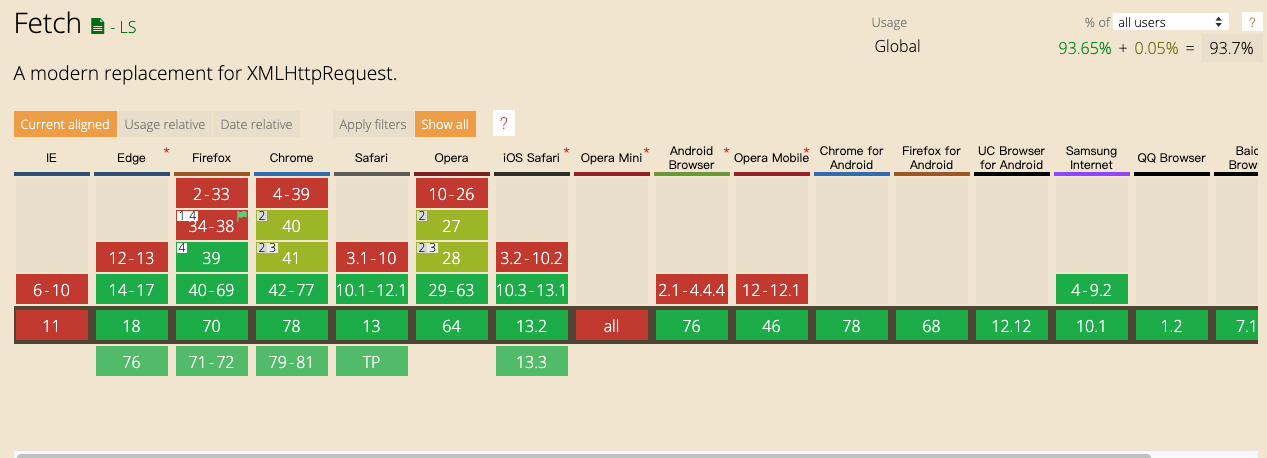 Fetch - LS
Usage % of all users ?
Global 93.65% + 0.05% = 93.7%
A modern replacement for XMLHttpRequest.
Current aligned Usage relative Date relative Apply filters Show all ?
IE Edge * Firefox Chrome Safari Opera iOS Safari * Opera Mini * Android Browser * Opera Mobile * Chrome for Android Firefox for Android UC Browser for Android Samsung Internet QQ Browser Baid Brow
2-33 4-39 10-26
1 4 34-38 2 40 2 27
12-13 4 39 2 3 41 3.1-10 2 3 28 3.2-10.2
6-10 14-17 40-69 42-77 10.1-12.1 29-63 10.3-13.1 2.1-4.4.4 12-12.1 4-9.2
11 18 70 78 13 64 13.2 all 76 46 78 68 12.12 10.1 1.2 7.1
76 71-72 79-81 TP 13.3